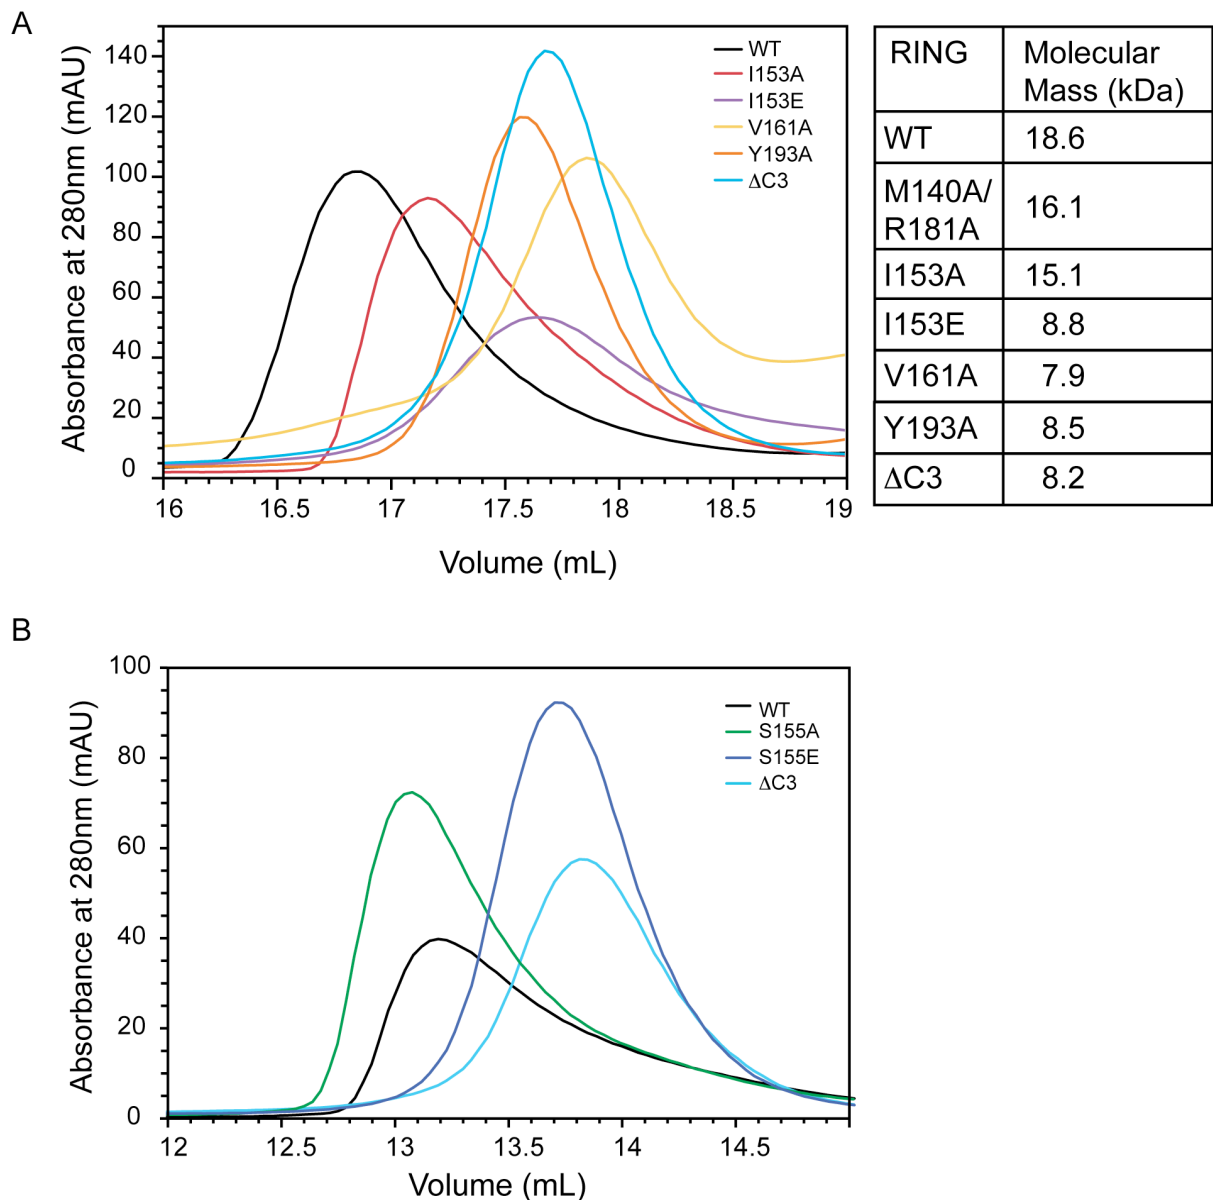 A
Absorbance at 280nm (mAU)
140
120
100
80
60
40
20
0
16
16.5
17
17.5
18
18.5
19
Volume (mL)
WT
I153A
I153E
V161A
Y193A
ΔC3
RING Molecular
Mass (kDa)
WT 18.6
M140A/
R181A 16.1
I153A 15.1
I153E 8.8
V161A 7.9
Y193A 8.5
ΔC3 8.2
B
Absorbance at 280nm (mAU)
100
80
60
40
20
0
12
12.5
13
13.5
14
14.5
Volume (mL)
WT
S155A
S155E
ΔC3